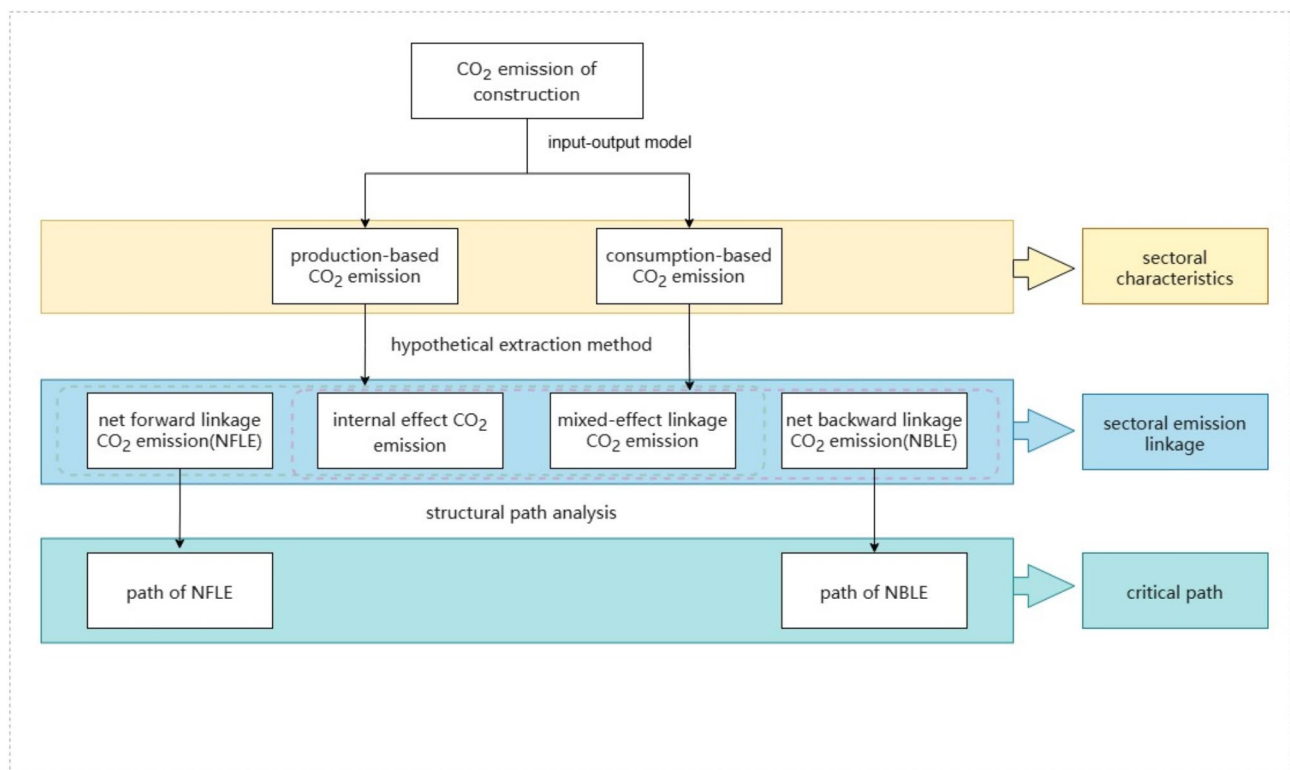 CO₂ emission of
construction
input-output model
production-based
CO₂ emission
consumption-based
CO₂ emission
sectoral
characteristics
hypothetical extraction method
net forward linkage
CO₂ emission(NFLE)
internal effect CO₂
emission
mixed-effect linkage
CO₂ emission
net backward linkage
CO₂ emission(NBLE)
sectoral emission
linkage
structural path analysis
path of NFLE
path of NBLE
critical path